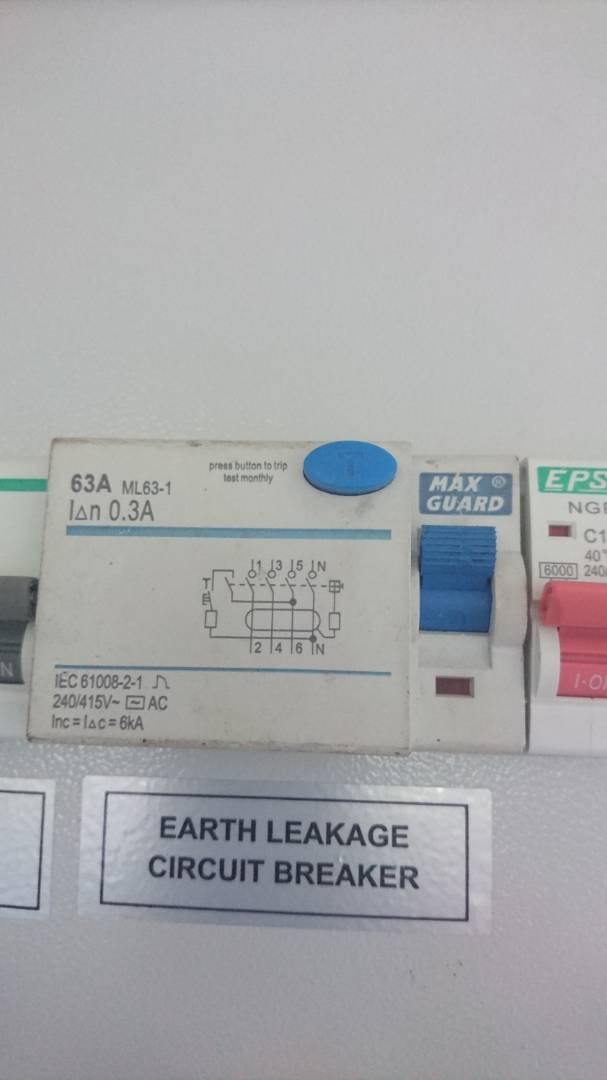 63A ML63-1
I△n 0.3A
press button to trip
test monthly
T
1 3 5 N
T
2 4 6 N
IEC 61008-2-1
240/415V~ AC
Inc=I△c=6kA
MAX ®
GUARD
EPS
NG
C1
40°
6000 240
I-O
N
EARTH LEAKAGE
CIRCUIT BREAKER